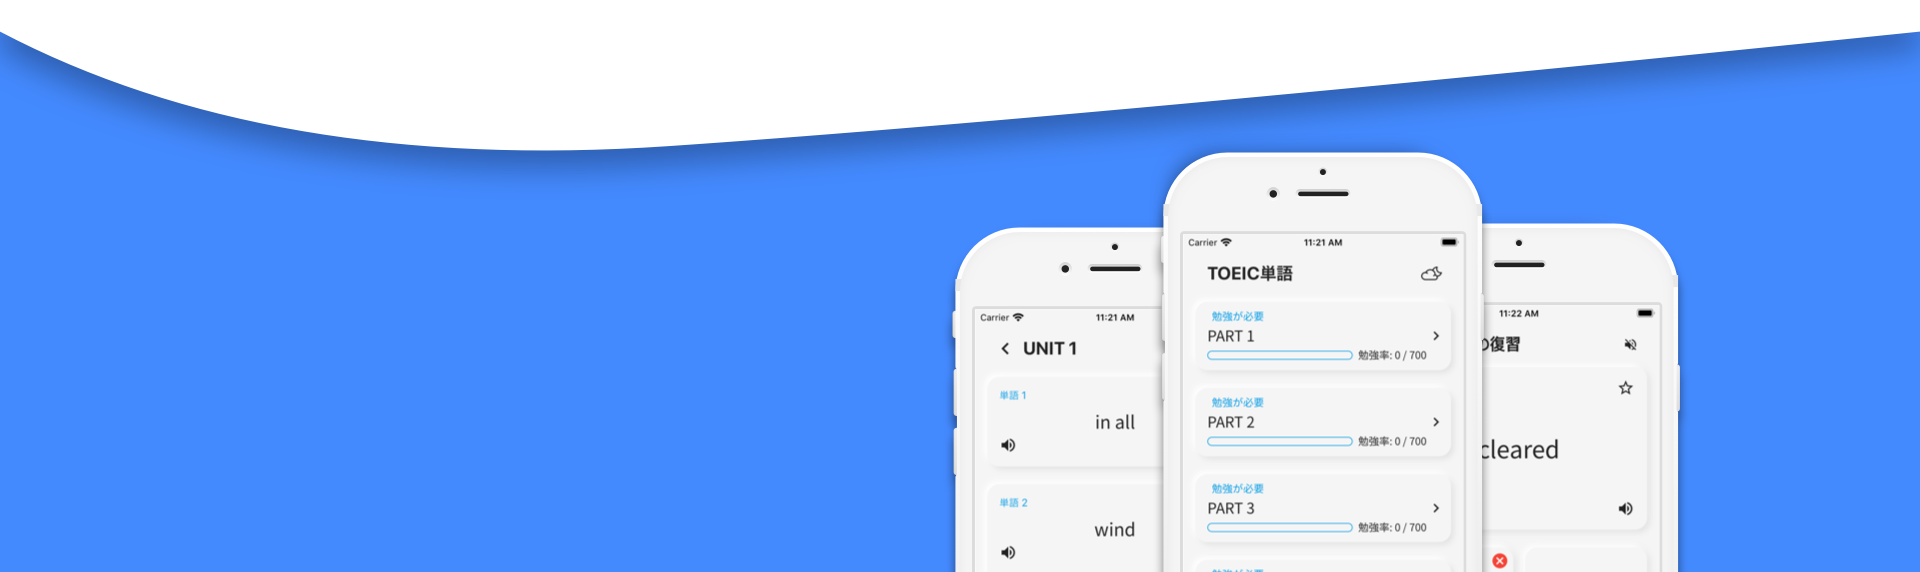 Carrier
11:21 AM
UNIT 1
単語 1
in all
単語 2
wind
Carrier
11:21 AM
TOEIC単語
勉強が必要
PART 1
勉強率: 0 / 700
勉強が必要
PART 2
勉強率: 0 / 700
勉強が必要
PART 3
勉強率: 0 / 700
11:22 AM
の復習
cleared